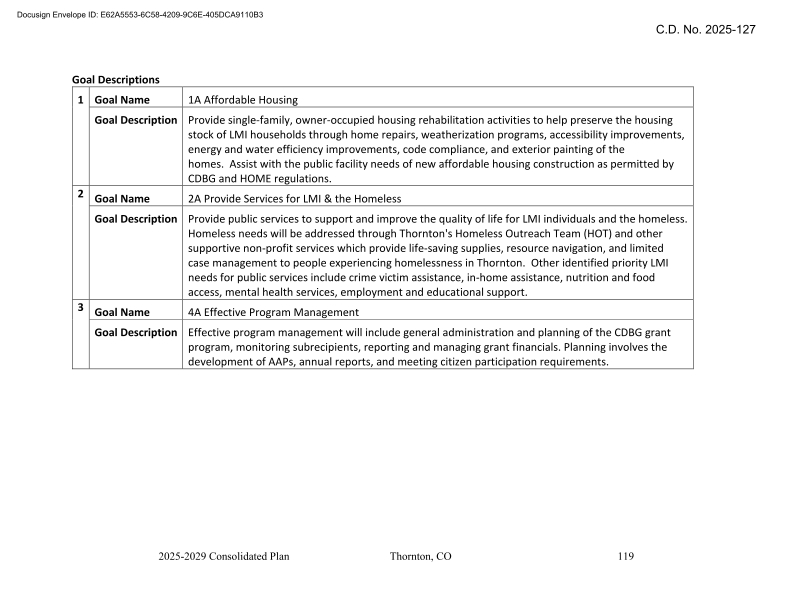 Docusign Envelope ID: E62A5553-6C58-4209-9C6E-405DCA9110B3
C.D. No. 2025-127
Goal Descriptions
1 Goal Name 1A Affordable Housing
Goal Description Provide single-family, owner-occupied housing rehabilitation activities to help preserve the housing
stock of LMI households through home repairs, weatherization programs, accessibility improvements,
energy and water efficiency improvements, code compliance, and exterior painting of the
homes.  Assist with the public facility needs of new affordable housing construction as permitted by
CDBG and HOME regulations.
2 Goal Name 2A Provide Services for LMI & the Homeless
Goal Description Provide public services to support and improve the quality of life for LMI individuals and the homeless.
Homeless needs will be addressed through Thornton's Homeless Outreach Team (HOT) and other
supportive non-profit services which provide life-saving supplies, resource navigation, and limited
case management to people experiencing homelessness in Thornton.  Other identified priority LMI
needs for public services include crime victim assistance, in-home assistance, nutrition and food
access, mental health services, employment and educational support.
3 Goal Name 4A Effective Program Management
Goal Description Effective program management will include general administration and planning of the CDBG grant
program, monitoring subrecipients, reporting and managing grant financials. Planning involves the
development of AAPs, annual reports, and meeting citizen participation requirements.
2025-2029 Consolidated Plan Thornton, CO 119